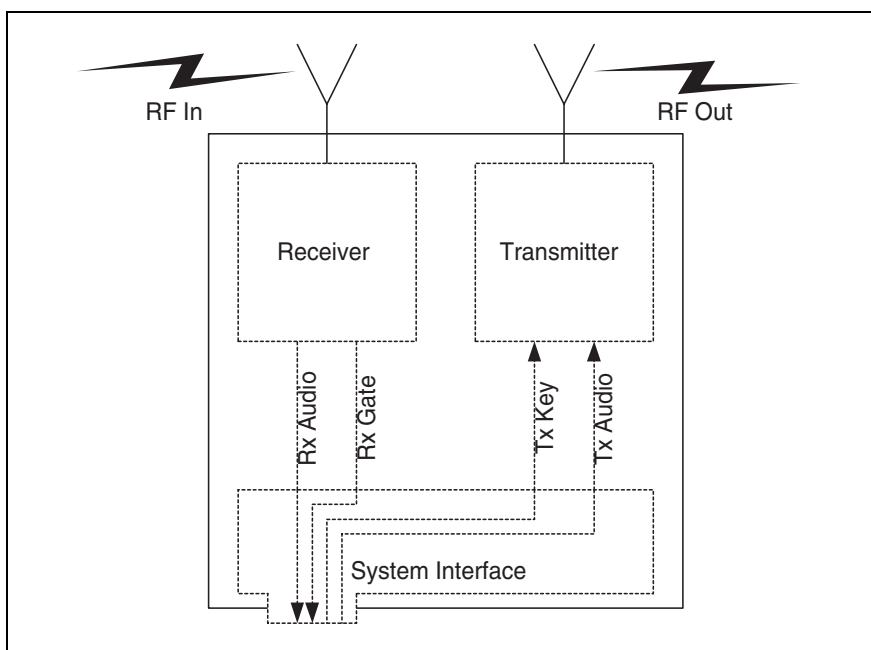 RF In
RF Out
Receiver
Transmitter
Rx Audio
Rx Gate
Tx Key
Tx Audio
System Interface